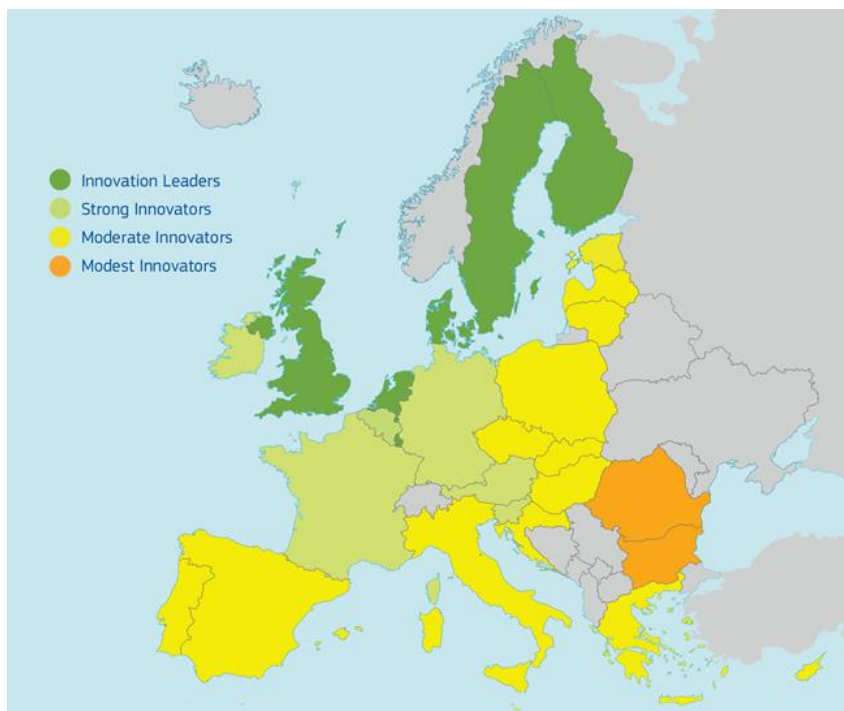 Innovation Leaders
Strong Innovators
Moderate Innovators
Modest Innovators